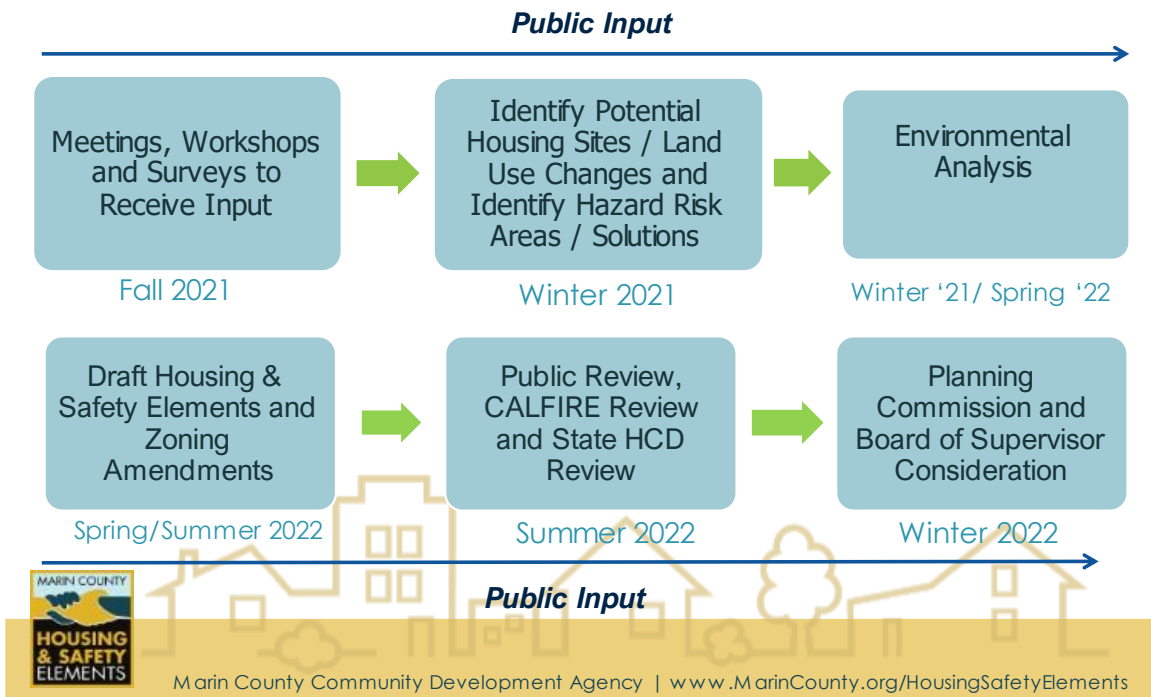 Public Input
Meetings, Workshops
and Surveys to
Receive Input
Fall 2021
Identify Potential
Housing Sites / Land
Use Changes and
Identify Hazard Risk
Areas / Solutions
Winter 2021
Environmental
Analysis
Winter ‘21/ Spring ‘22
Draft Housing &
Safety Elements and
Zoning
Amendments
Spring/Summer 2022
Public Review,
CALFIRE Review
and State HCD
Review
Summer 2022
Planning
Commission and
Board of Supervisor
Consideration
Winter 2022
Public Input
MARIN COUNTY
HOUSING
& SAFETY
ELEMENTS
Marin County Community Development Agency | www.MarinCounty.org/HousingSafetyElements